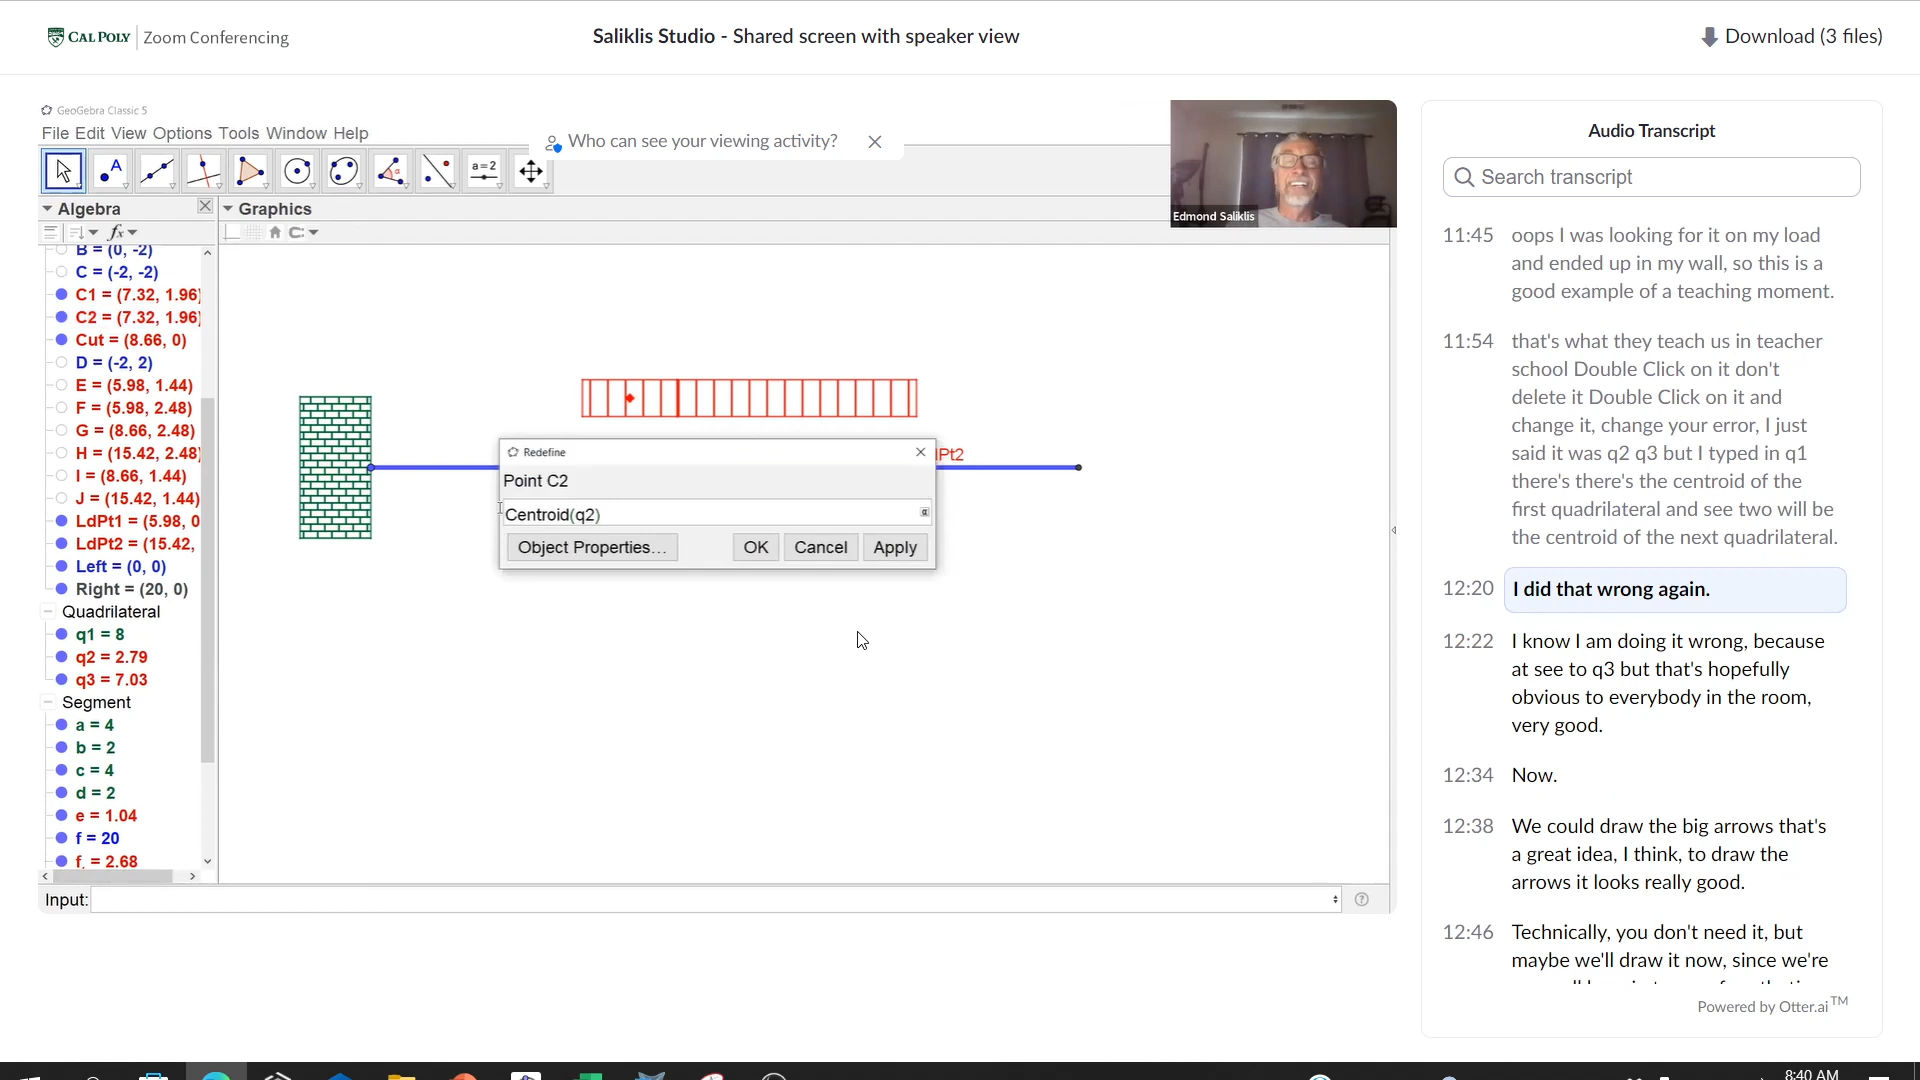 CAL POLY
Zoom Conferencing
Saliklis Studio - Shared screen with speaker view
Download (3 files)
GeoGebra Classic 5
File Edit View Options Tools Window Help
Who can see your viewing activity?
A
α
a=2
Edmond Saliklis
Algebra
Graphics
fx
B = (0, -2)
C = (-2, -2)
C1 = (7.32, 1.96)
C2 = (7.32, 1.96)
Cut = (8.66, 0)
D = (-2, 2)
E = (5.98, 1.44)
F = (5.98, 2.48)
G = (8.66, 2.48)
H = (15.42, 2.48)
I = (8.66, 1.44)
J = (15.42, 1.44)
LdPt1 = (5.98, 0
LdPt2 = (15.42,
Left = (0, 0)
Right = (20, 0)
Quadrilateral
q1 = 8
q2 = 2.79
q3 = 7.03
Segment
a = 4
b = 2
c = 4
d = 2
e = 1.04
f = 20
f, = 2.68
Input:
Redefine
Point C2
Centroid(q2)
α
Object Properties…
OK
Cancel
Apply
Pt2
Audio Transcript
Search transcript
11:45
oops I was looking for it on my load
and ended up in my wall, so this is a
good example of a teaching moment.
11:54
that's what they teach us in teacher
school Double Click on it don't
delete it Double Click on it and
change it, change your error, I just
said it was q2 q3 but I typed in q1
there's there's the centroid of the
first quadrilateral and see two will be
the centroid of the next quadrilateral.
12:20
I did that wrong again.
12:22
I know I am doing it wrong, because
at see to q3 but that's hopefully
obvious to everybody in the room,
very good.
12:34
Now.
12:38
We could draw the big arrows that's
a great idea, I think, to draw the
arrows it looks really good.
12:46
Technically, you don't need it, but
maybe we'll draw it now, since we're
Powered by Otter.ai TM
8:40 AM